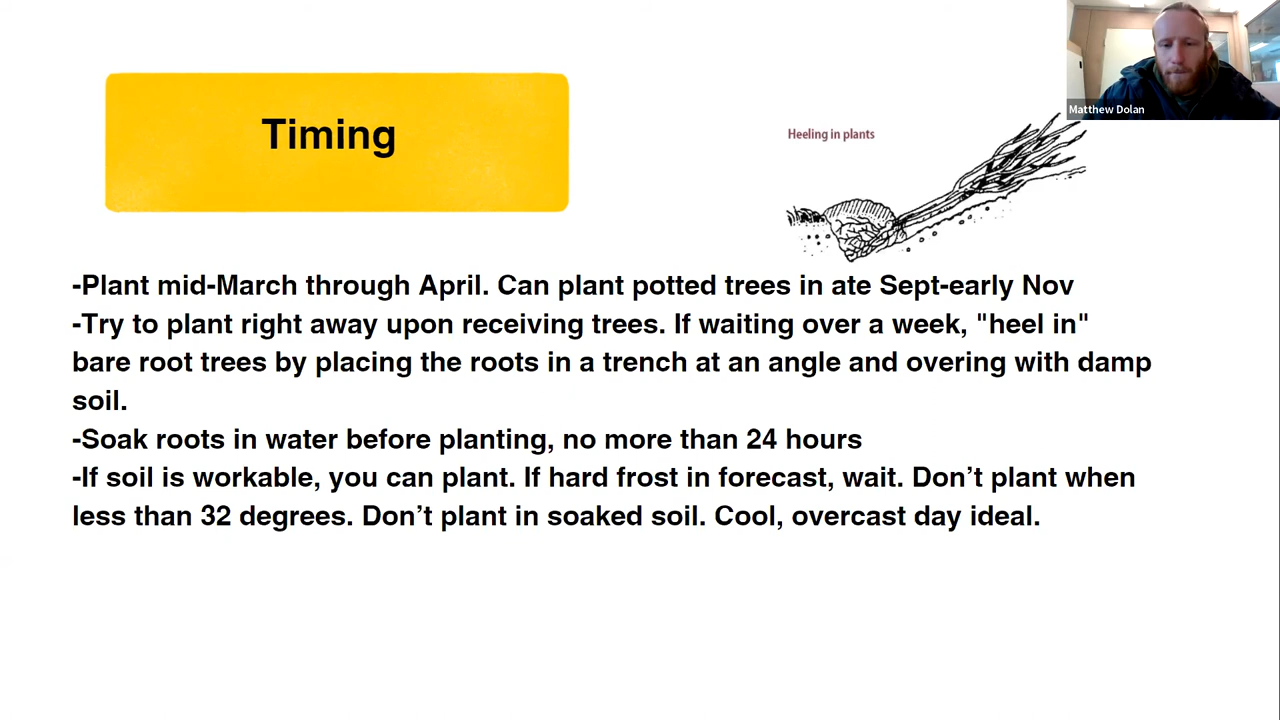 Matthew Dolan
Timing
Heeling in plants
-Plant mid-March through April. Can plant potted trees in ate Sept-early Nov
-Try to plant right away upon receiving trees. If waiting over a week, "heel in"
bare root trees by placing the roots in a trench at an angle and overing with damp
soil.
-Soak roots in water before planting, no more than 24 hours
-If soil is workable, you can plant. If hard frost in forecast, wait. Don’t plant when
less than 32 degrees. Don’t plant in soaked soil. Cool, overcast day ideal.